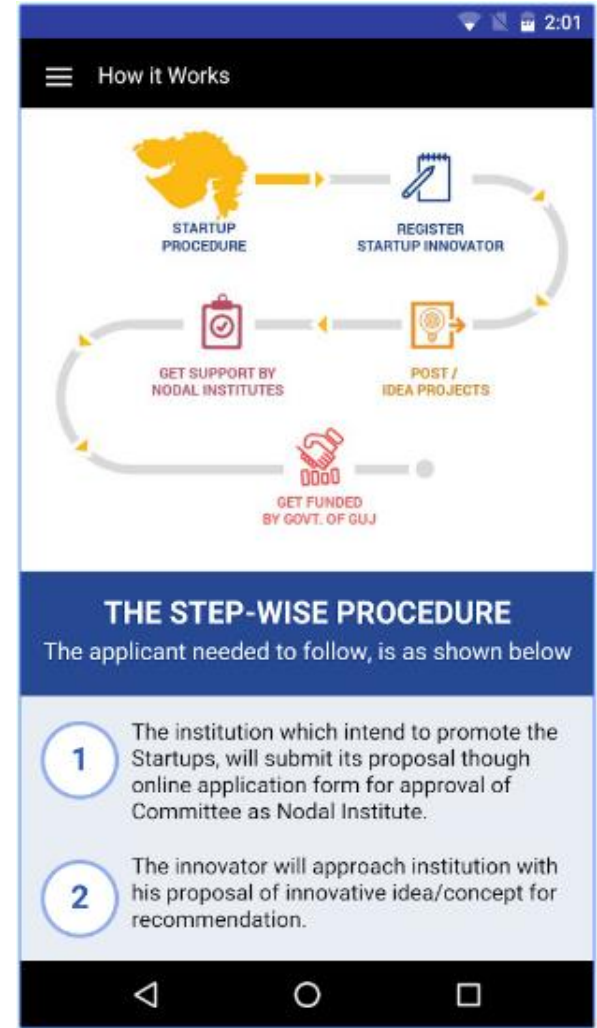 2:01
How it Works
STARTUP
PROCEDURE
REGISTER
STARTUP INNOVATOR
GET SUPPORT BY
NODAL INSTITUTES
POST /
IDEA PROJECTS
GET FUNDED
BY GOVT. OF GUJ
THE STEP-WISE PROCEDURE
The applicant needed to follow, is as shown below
1
The institution which intend to promote the
Startups, will submit its proposal though
online application form for approval of
Committee as Nodal Institute.
2
The innovator will approach institution with
his proposal of innovative idea/concept for
recommendation.